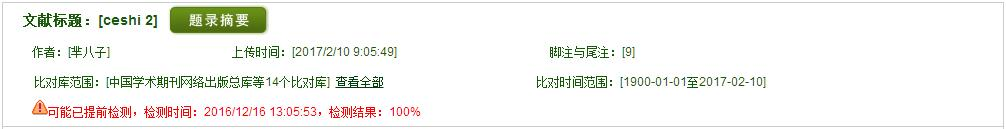 文献标题：[ceshi 2] 题录摘要
作者：[芈八子] 上传时间：[2017/2/10 9:05:49] 脚注与尾注：[9]
比对库范围：[中国学术期刊网络出版总库等14个比对库] 查看全部 比对时间范围：[1900-01-01至2017-02-10]
可能已提前检测，检测时间：2016/12/16 13:05:53，检测结果：100%